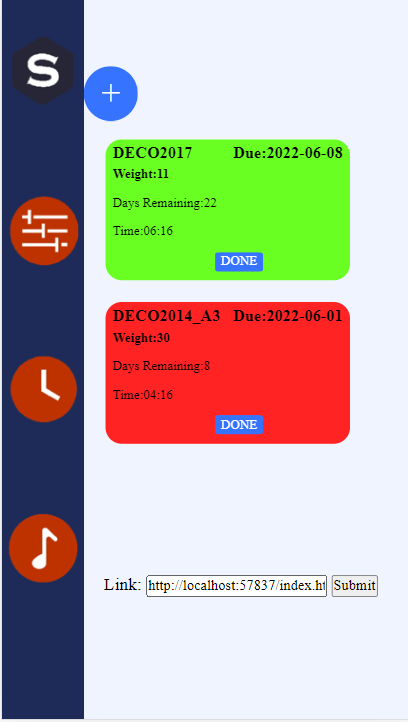 S
DECO2017 Due:2022-06-08
Weight:11
Days Remaining:22
Time:06:16
DONE
DECO2014_A3 Due:2022-06-01
Weight:30
Days Remaining:8
Time:04:16
DONE
Link: http://localhost:57837/index.ht Submit